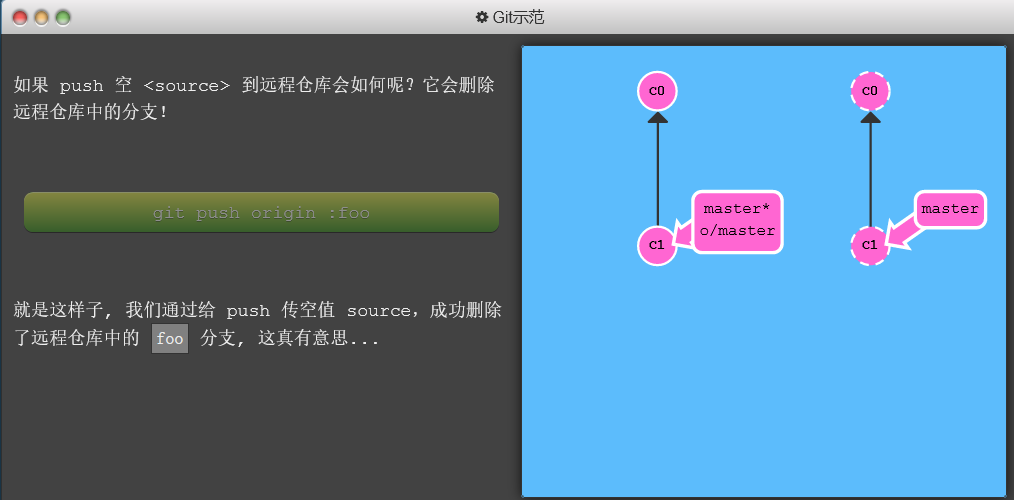 Git示范
如果 push 空 <source> 到远程仓库会如何呢？它会删除
远程仓库中的分支！
git push origin :foo
就是这样子, 我们通过给 push 传空值 source，成功删除
了远程仓库中的 foo 分支, 这真有意思...
c0
c1
master*
o/master
c0
c1
master